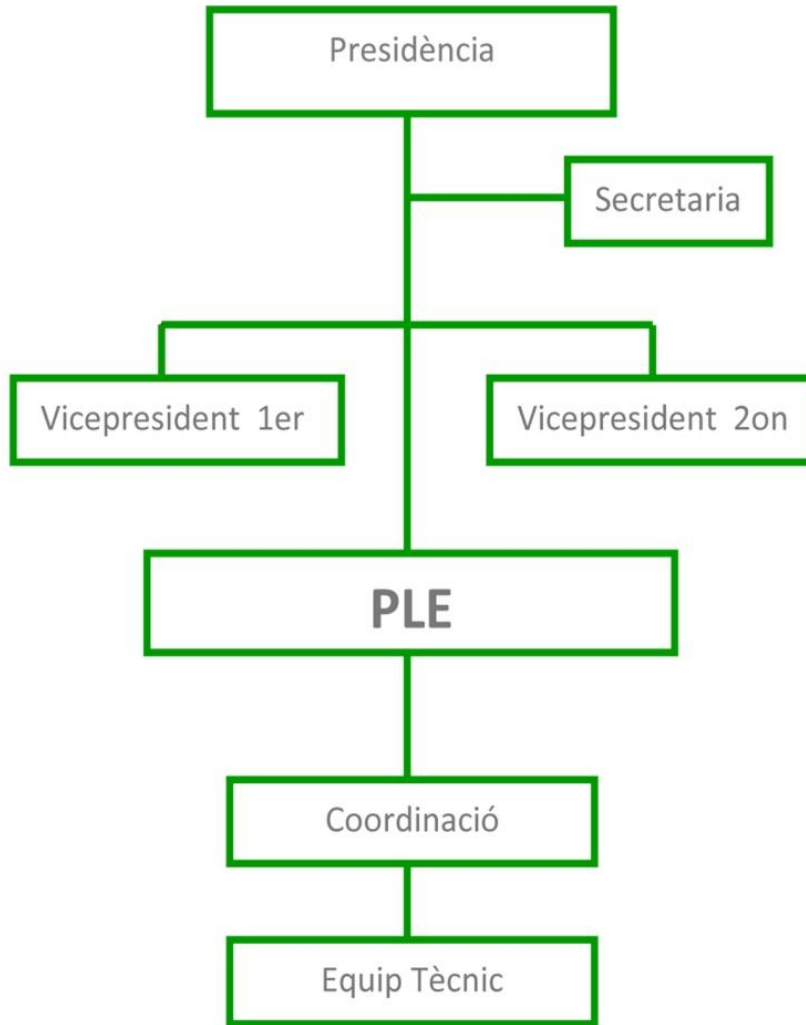 Presidència
Secretaria
Vicepresident 1er
Vicepresident 2on
PLE
Coordinació
Equip Tècnic